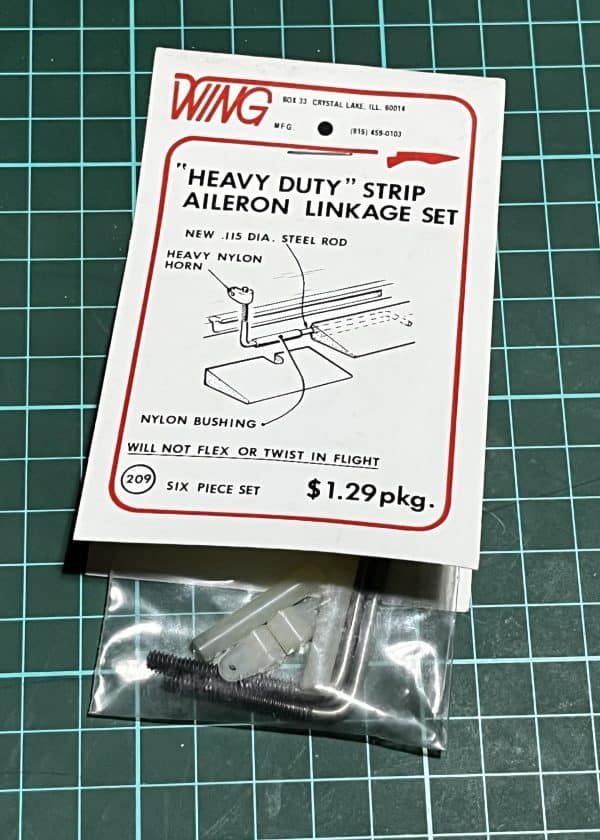 WING
BOX 33 CRYSTAL LAKE, ILL. 60014
MFG.
(815) 459-0103
"HEAVY DUTY" STRIP
AILERON LINKAGE SET
NEW .115 DIA. STEEL ROD
HEAVY NYLON
HORN
NYLON BUSHING
WILL NOT FLEX OR TWIST IN FLIGHT
209
SIX PIECE SET
$1.29 pkg.